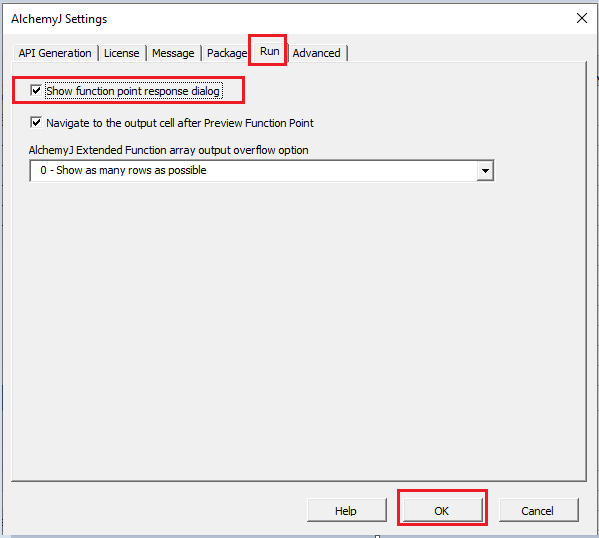 AlchemyJ Settings
API Generation License Message Package Run Advanced
Show function point response dialog
Navigate to the output cell after Preview Function Point
AlchemyJ Extended Function array output overflow option
0 - Show as many rows as possible
Help OK Cancel